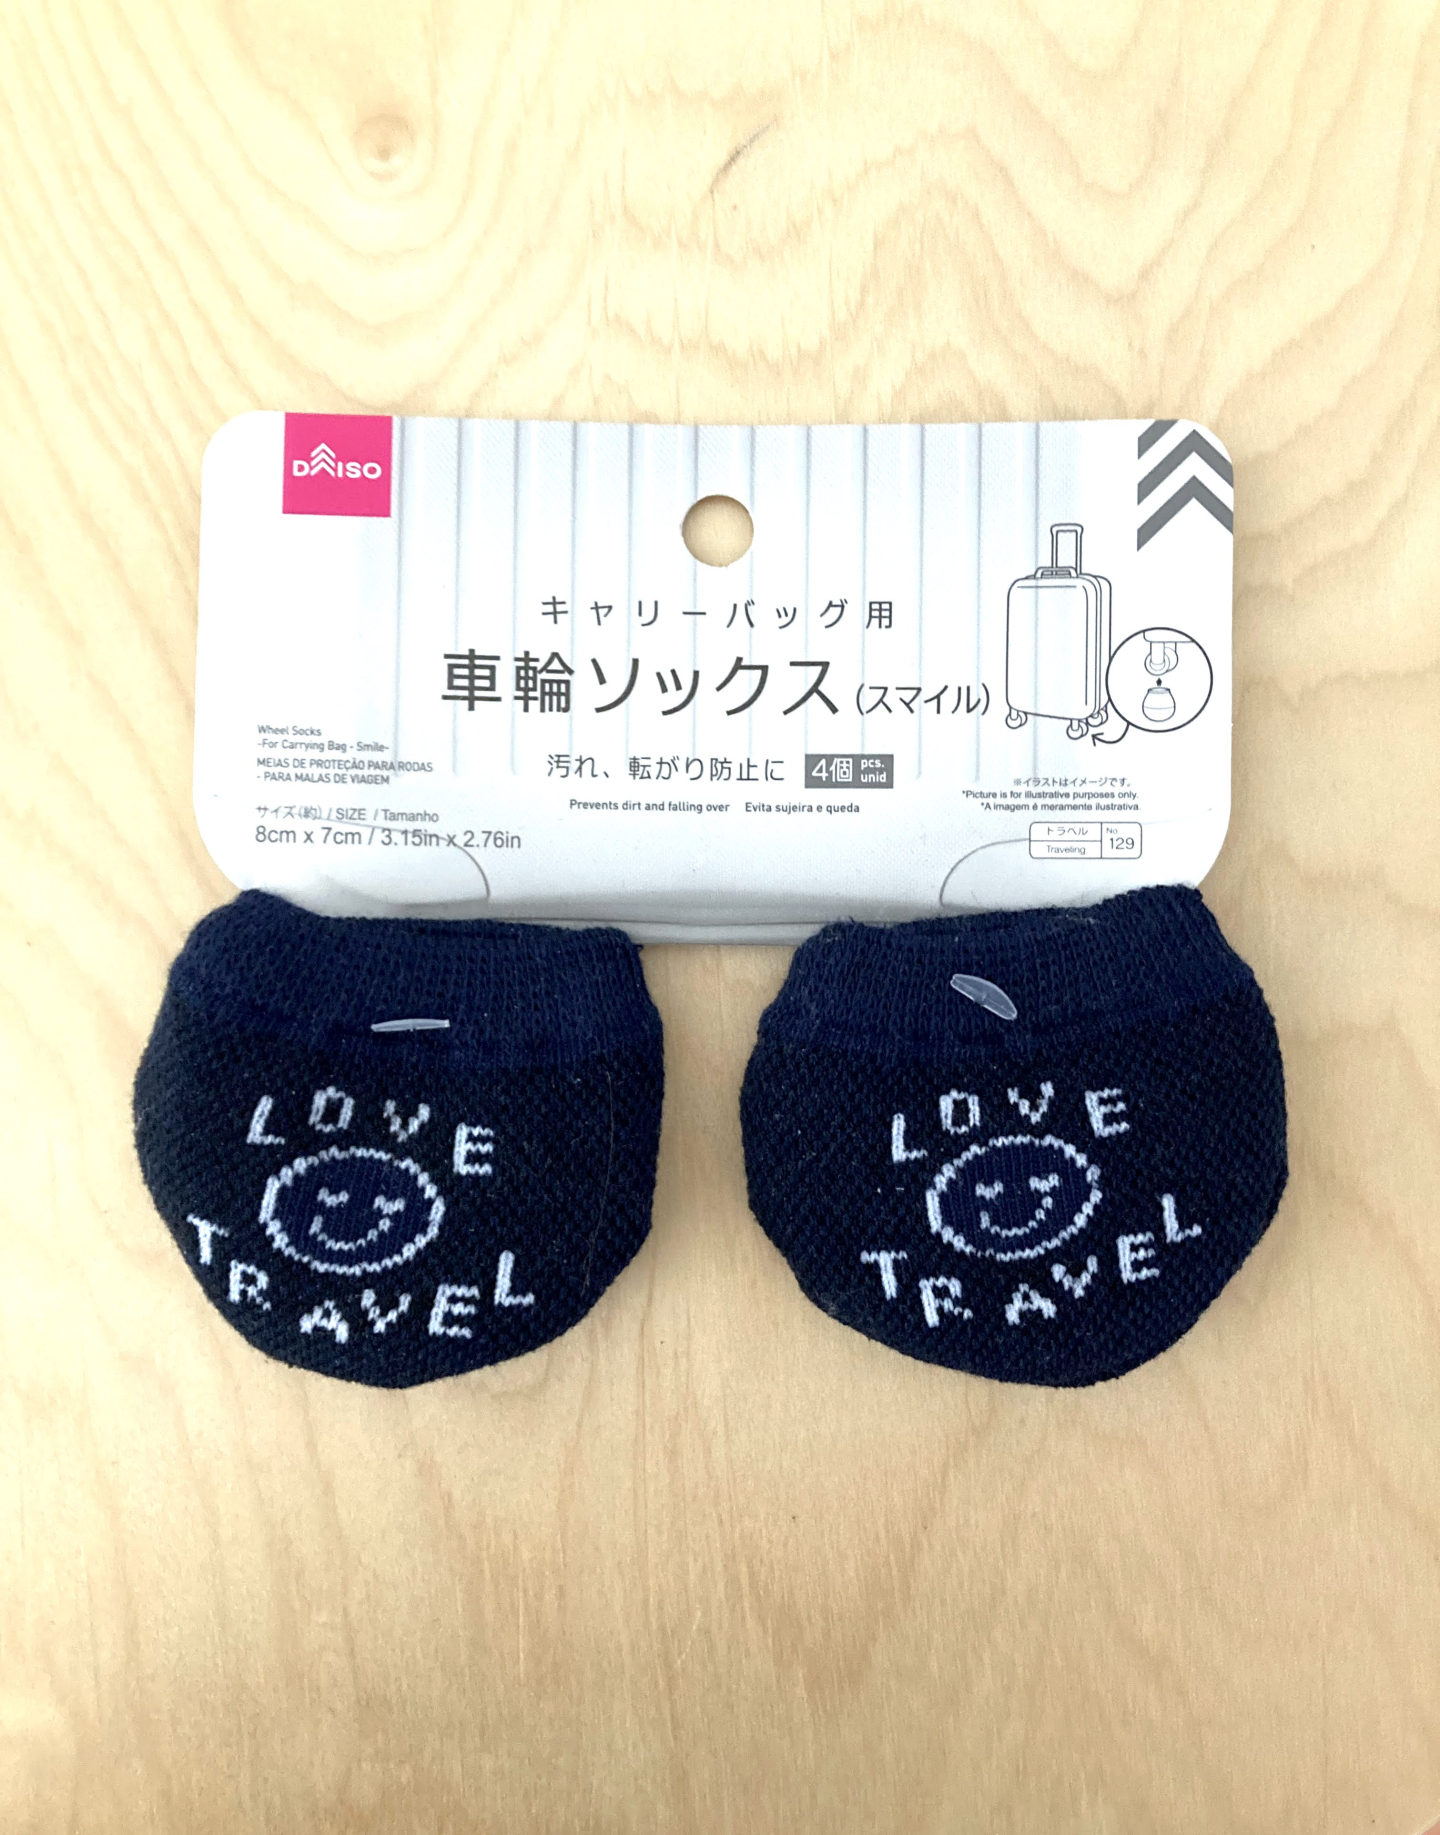 DAISO
キャリーバッグ用
車輪ソックス(スマイル)
Wheel Socks
-For Carrying Bag - Smile-
MEIAS DE PROTEÇÃO PARA RODAS
- PARA MALAS DE VIAGEM
汚れ、転がり防止に 4個 pcs. unid
Prevents dirt and falling over Evita sujeira e queda
サイズ(約) / SIZE / Tamanho
8cm x 7cm / 3.15in x 2.76in
※イラストはイメージです。
*Picture is for illustrative purposes only.
*A imagem é meramente ilustrativa.
トラベル No.
Traveling 129
LOVE
TRAVEL
LOVE
TRAVEL